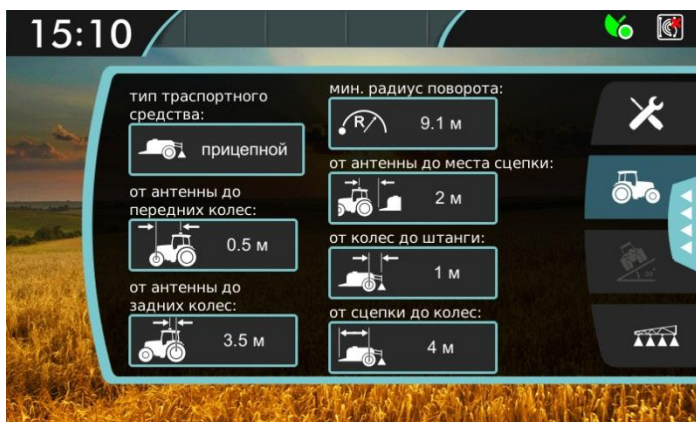 15:10
тип траспортного
средства:
прицепной
от антенны до
передних колес:
0.5 м
от антенны до
задних колес:
3.5 м
мин. радиус поворота:
R
9.1 м
от антенны до места сцепки:
2 м
от колес до штанги:
1 м
от сцепки до колес:
4 м
30°